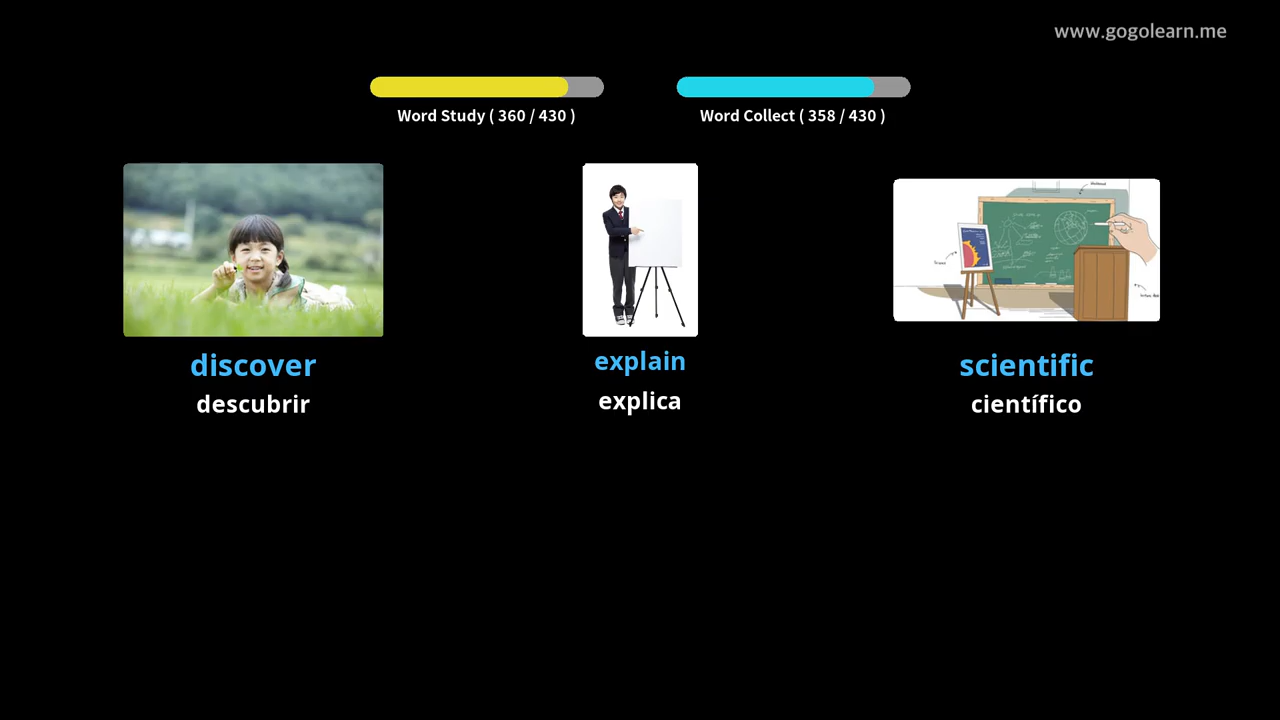 www.gogolearn.me
Word Study ( 360 / 430 )
Word Collect ( 358 / 430 )
discover
descubrir
explain
explica
scientific
científico